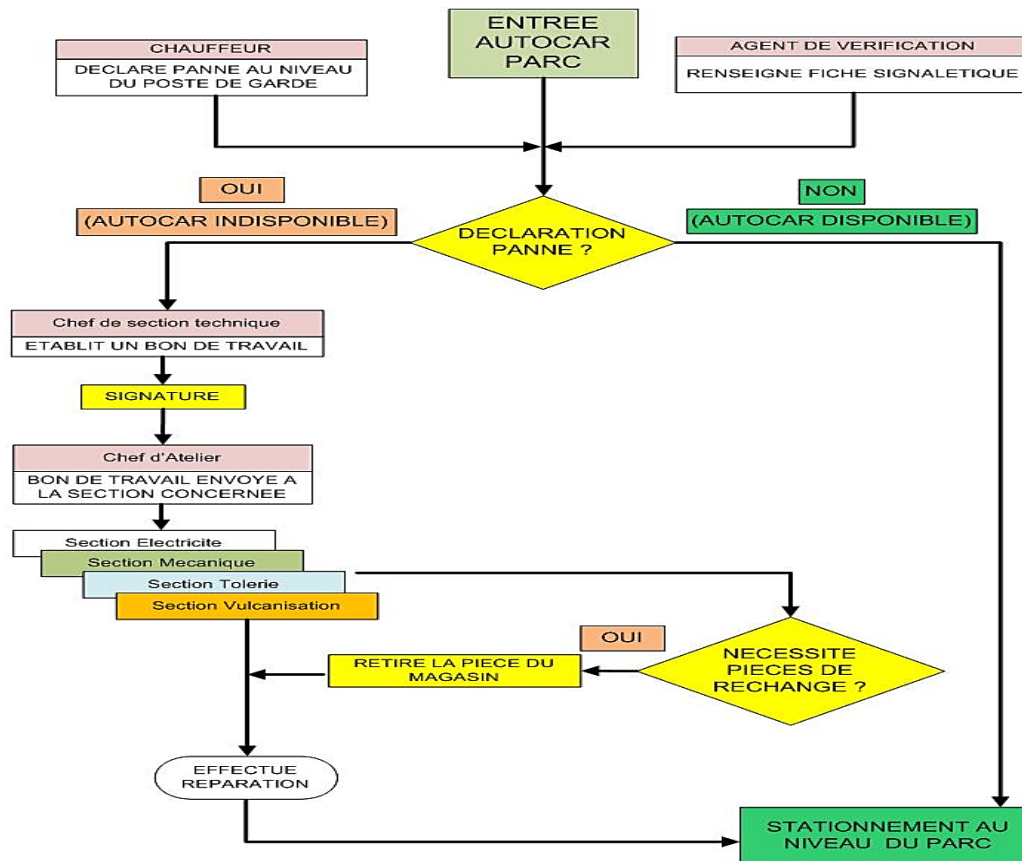 ENTREE
AUTOCAR
PARC
CHAUFFEUR
DECLARE PANNE AU NIVEAU
DU POSTE DE GARDE
AGENT DE VERIFICATION
RENSEIGNE FICHE SIGNALETIQUE
OUI
(AUTOCAR INDISPONIBLE)
NON
(AUTOCAR DISPONIBLE)
DECLARATION
PANNE ?
Chef de section technique
ETABLIT UN BON DE TRAVAIL
SIGNATURE
Chef d'Atelier
BON DE TRAVAIL ENVOYE A
LA SECTION CONCERNEE
Section Electricite
Section Mecanique
Section Tolerie
Section Vulcanisation
OUI
NECESSITE
PIECES DE
RECHANGE ?
RETIRE LA PIECE DU
MAGASIN
EFFECTUE
REPARATION
STATIONNEMENT AU
NIVEAU DU PARC